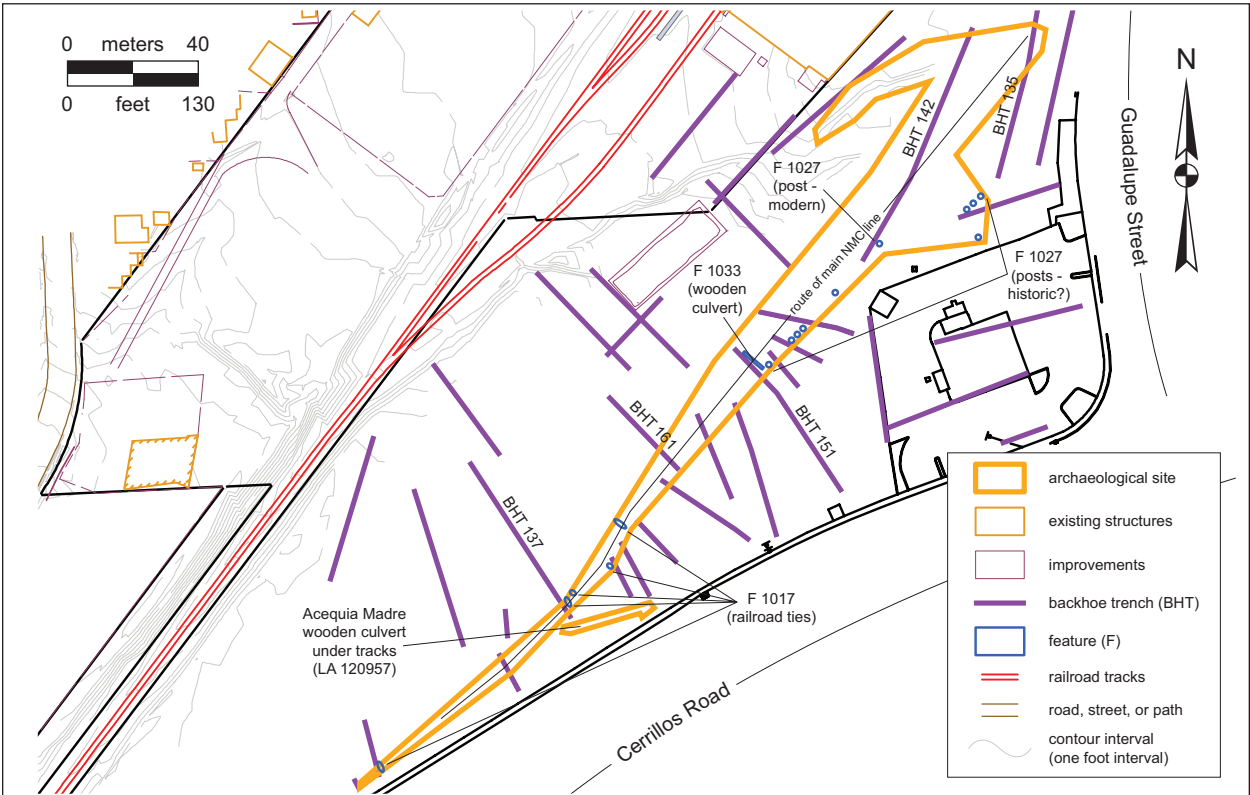 0 meters 40
0 feet 130
N
Guadalupe Street
BHT 142
BHT 135
F 1027
(post -
modern)
route of main NMC line
F 1033
(wooden
culvert)
F 1027
(posts -
historic?)
BHT 161
BHT 151
BHT 137
Acequia Madre
wooden culvert
under tracks
(LA 120957)
F 1017
(railroad ties)
Cerrillos Road
archaeological site
existing structures
improvements
backhoe trench (BHT)
feature (F)
railroad tracks
road, street, or path
contour interval
(one foot interval)